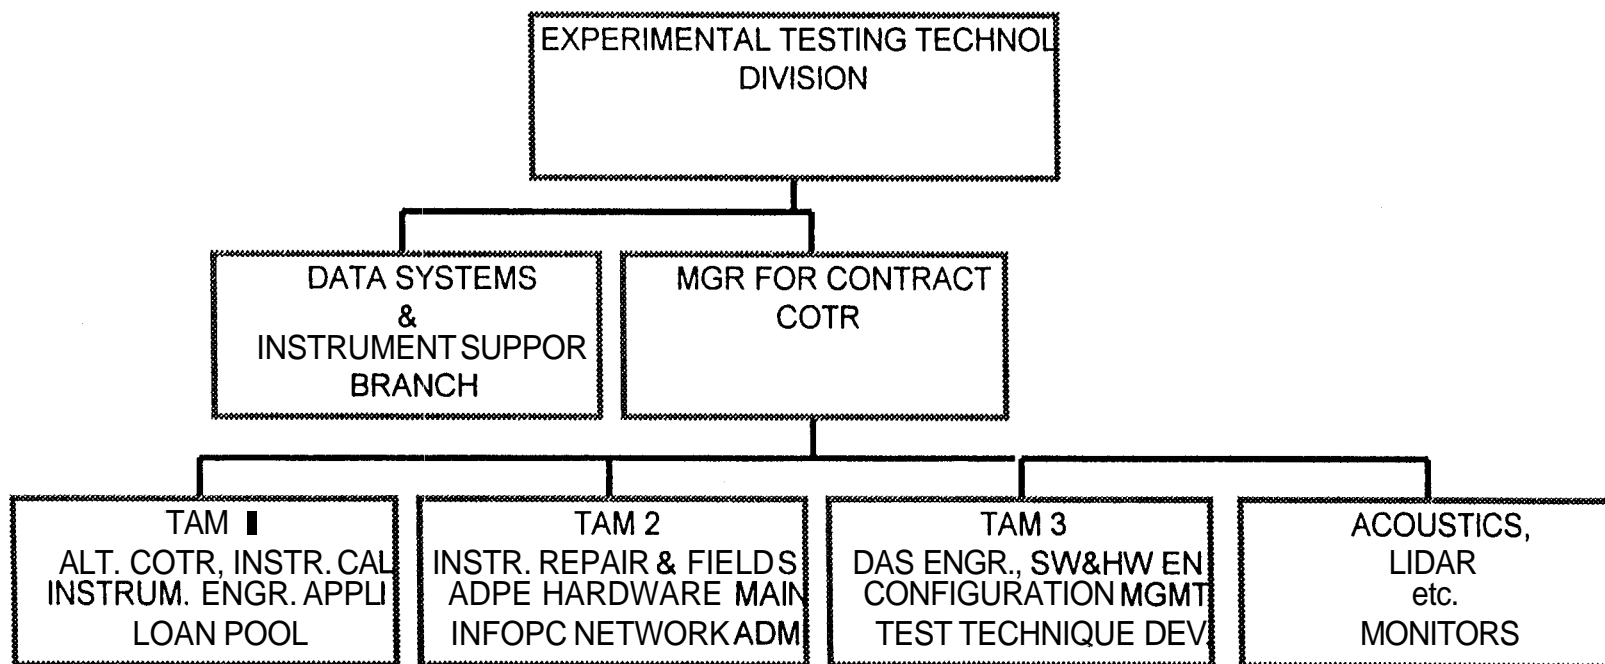 EXPERIMENTAL TESTING TECHNOL
DIVISION
DATA SYSTEMS
&
INSTRUMENT SUPPOR
BRANCH
MGR FOR CONTRACT
COTR
TAM
ALT. COTR, INSTR. CAL
INSTRUM. ENGR. APPLI
LOAN POOL
TAM 2
INSTR. REPAIR & FIELD S
ADPE HARDWARE MAIN
INFOPC NETWORK ADM
TAM 3
DAS ENGR., SW&HW EN
CONFIGURATION MGMT
TEST TECHNIQUE DEV
ACOUSTICS,
LIDAR
etc.
MONITORS